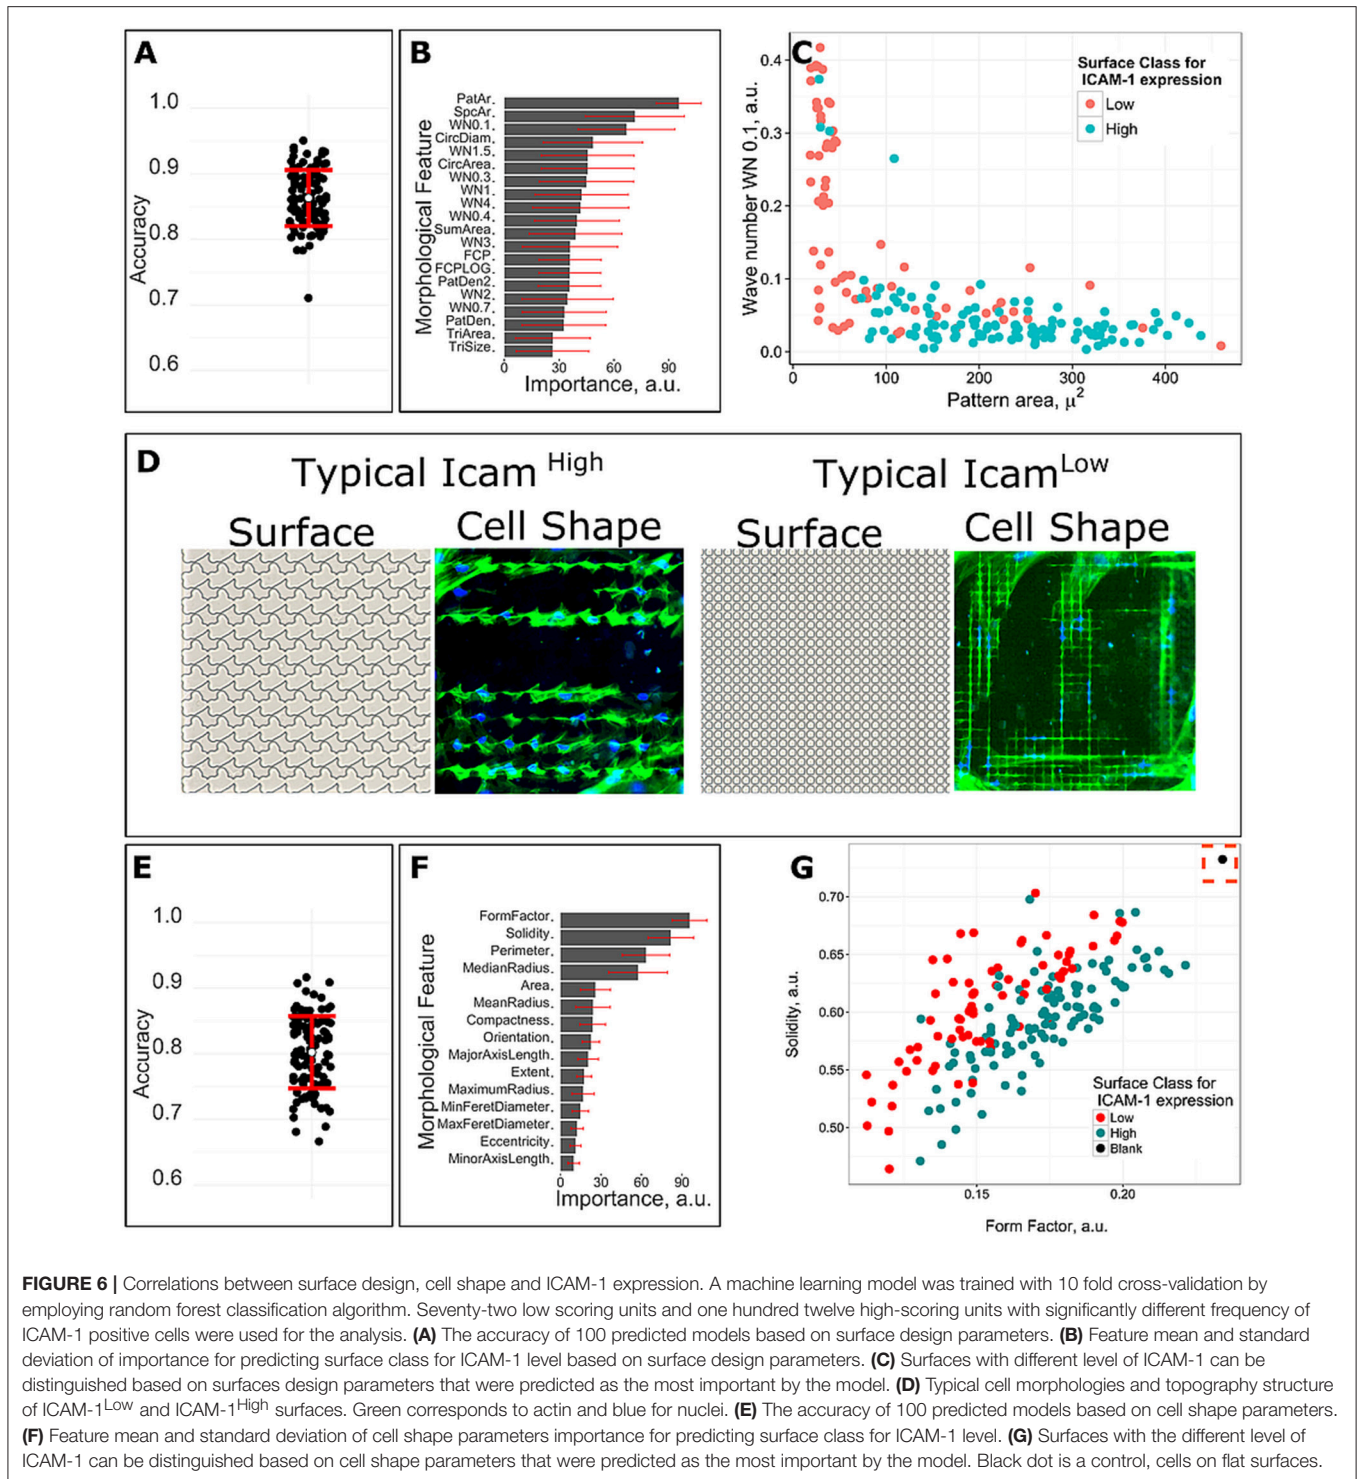 A
1.0
0.9
0.8
0.7
0.6
Accuracy
B
Morphological Feature
PatAr
SpcAr
WN0.1
CircDiam
WN1.5
CircArea
WN0.3
WN1
WN4
WN0.4
SumArea
WN3
FCP
FCPLOG
PatDen2
WN2
WN0.7
PatDen
TriArea
TriSize
0 30 60 90
Importance, a.u.
C
Wave number WN 0.1, a.u.
0.4
0.3
0.2
0.1
0.0
Surface Class for
ICAM-1 expression
Low
High
0 100 200 300 400
Pattern area, μ²
D
Typical Icam High
Typical Icam Low
Surface
Cell Shape
Surface
Cell Shape
E
1.0
0.9
0.8
0.7
0.6
Accuracy
F
Morphological Feature
FormFactor
Solidity
Perimeter
MedianRadius
Area
MeanRadius
Compactness
Orientation
MajorAxisLength
Extent
MaximumRadius
MinFeretDiameter
MaxFeretDiameter
Eccentricity
MinorAxisLength
0 30 60 90
Importance, a.u.
G
Solidity, a.u.
0.70
0.65
0.60
0.55
0.50
Surface Class for
ICAM-1 expression
Low
High
Blank
0.15 0.20
Form Factor, a.u.
FIGURE 6 | Correlations between surface design, cell shape and ICAM-1 expression. A machine learning model was trained with 10 fold cross-validation by
employing random forest classification algorithm. Seventy-two low scoring units and one hundred twelve high-scoring units with significantly different frequency of
ICAM-1 positive cells were used for the analysis. (A) The accuracy of 100 predicted models based on surface design parameters. (B) Feature mean and standard
deviation of importance for predicting surface class for ICAM-1 level based on surface design parameters. (C) Surfaces with different level of ICAM-1 can be
distinguished based on surfaces design parameters that were predicted as the most important by the model. (D) Typical cell morphologies and topography structure
of ICAM-1Low and ICAM-1High surfaces. Green corresponds to actin and blue for nuclei. (E) The accuracy of 100 predicted models based on cell shape parameters.
(F) Feature mean and standard deviation of cell shape parameters importance for predicting surface class for ICAM-1 level. (G) Surfaces with the different level of
ICAM-1 can be distinguished based on cell shape parameters that were predicted as the most important by the model. Black dot is a control, cells on flat surfaces.